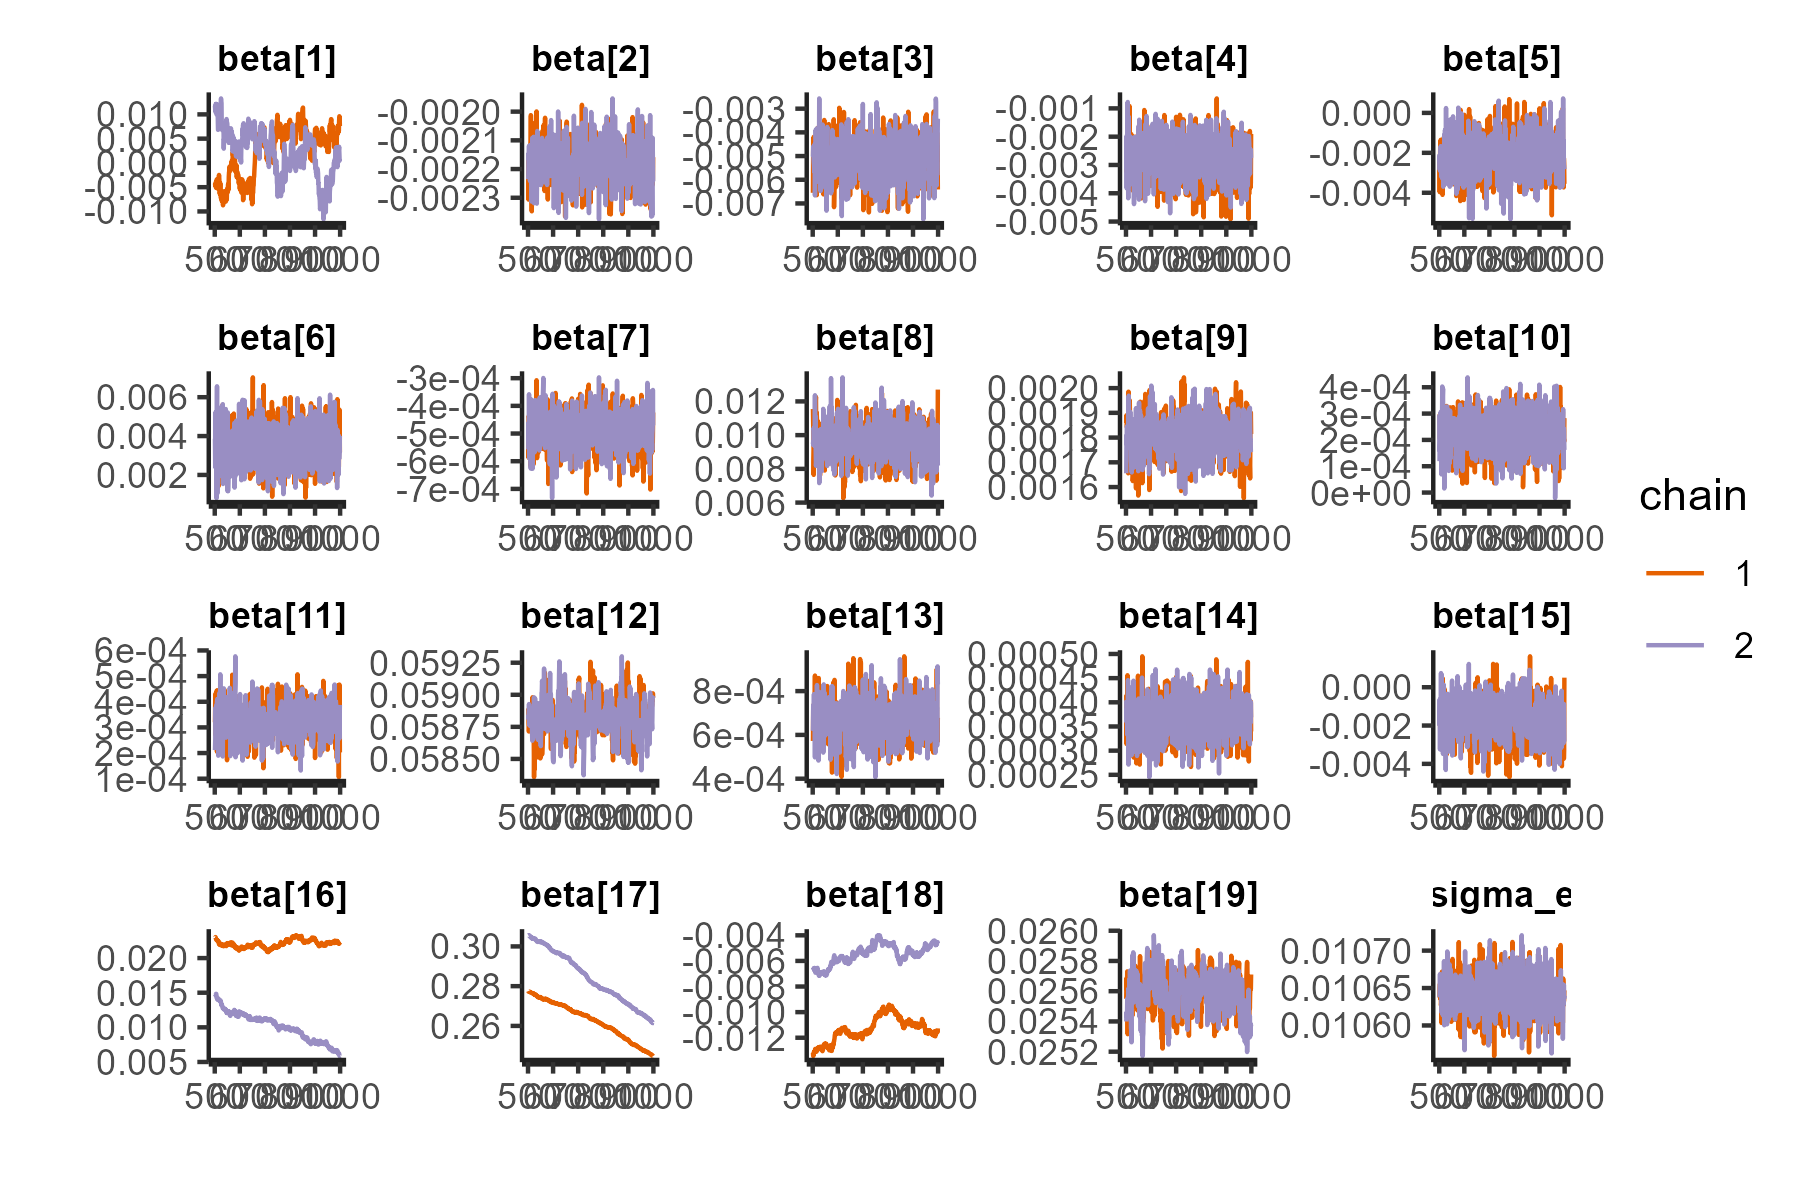 beta[1] beta[2] beta[3] beta[4] beta[5]
0.010
0.005
0.000
-0.005
-0.010
-0.0020
-0.0021
-0.0022
-0.0023
-0.003
-0.004
-0.005
-0.006
-0.007
-0.001
-0.002
-0.003
-0.004
-0.005
0.000
-0.002
-0.004
beta[6] beta[7] beta[8] beta[9] beta[10]
0.006
0.004
0.002
-3e-04
-4e-04
-5e-04
-6e-04
-7e-04
0.012
0.010
0.008
0.006
0.0020
0.0019
0.0018
0.0017
0.0016
4e-04
3e-04
2e-04
1e-04
0e+00
chain
1
2
beta[11] beta[12] beta[13] beta[14] beta[15]
6e-04
5e-04
4e-04
3e-04
2e-04
1e-04
0.05925
0.05900
0.05875
0.05850
8e-04
6e-04
4e-04
0.00050
0.00045
0.00040
0.00035
0.00030
0.00025
0.000
-0.002
-0.004
beta[16] beta[17] beta[18] beta[19] sigma_e
0.020
0.015
0.010
0.005
0.30
0.28
0.26
-0.004
-0.006
-0.008
-0.010
-0.012
0.0260
0.0258
0.0256
0.0254
0.0252
0.01070
0.01065
0.01060